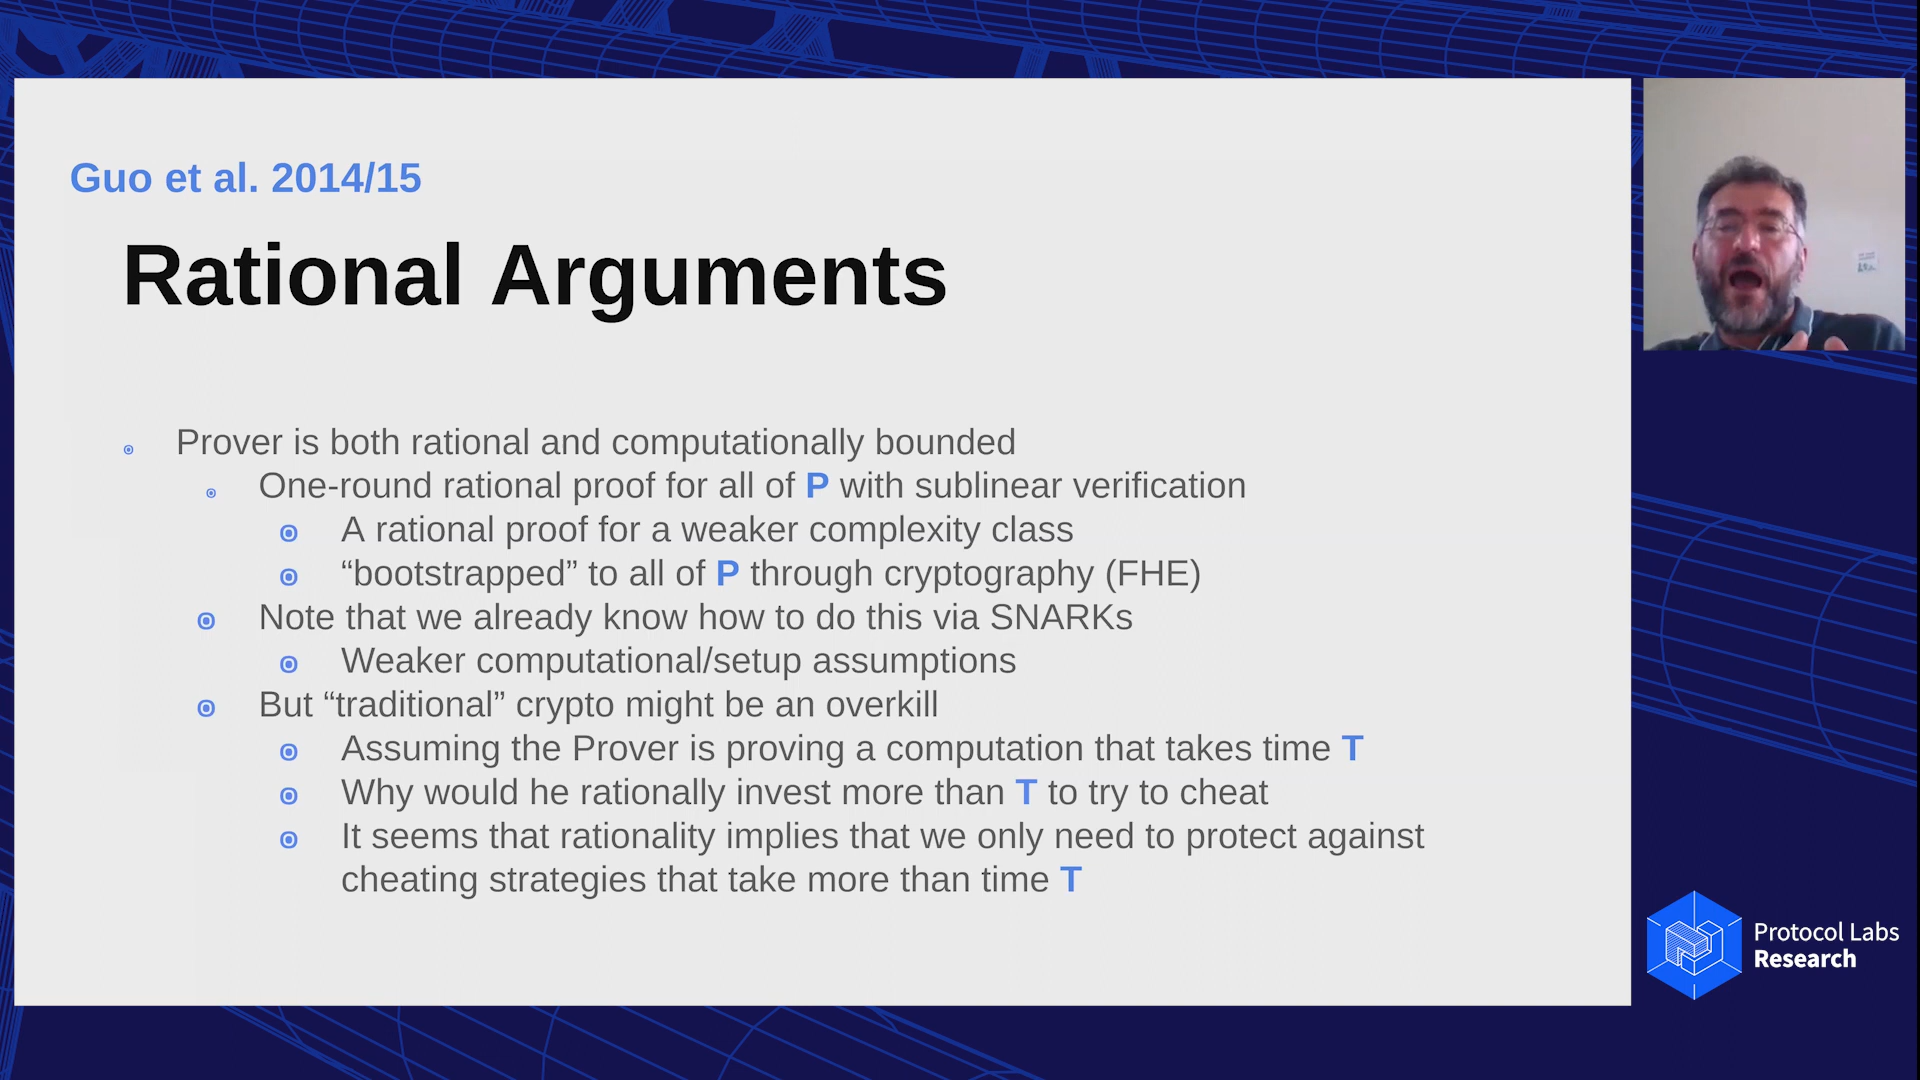 Guo et al. 2014/15
Rational Arguments
Prover is both rational and computationally bounded
One-round rational proof for all of P with sublinear verification
A rational proof for a weaker complexity class
“bootstrapped” to all of P through cryptography (FHE)
Note that we already know how to do this via SNARKs
Weaker computational/setup assumptions
But “traditional” crypto might be an overkill
Assuming the Prover is proving a computation that takes time T
Why would he rationally invest more than T to try to cheat
It seems that rationality implies that we only need to protect against
cheating strategies that take more than time T
Protocol Labs
Research